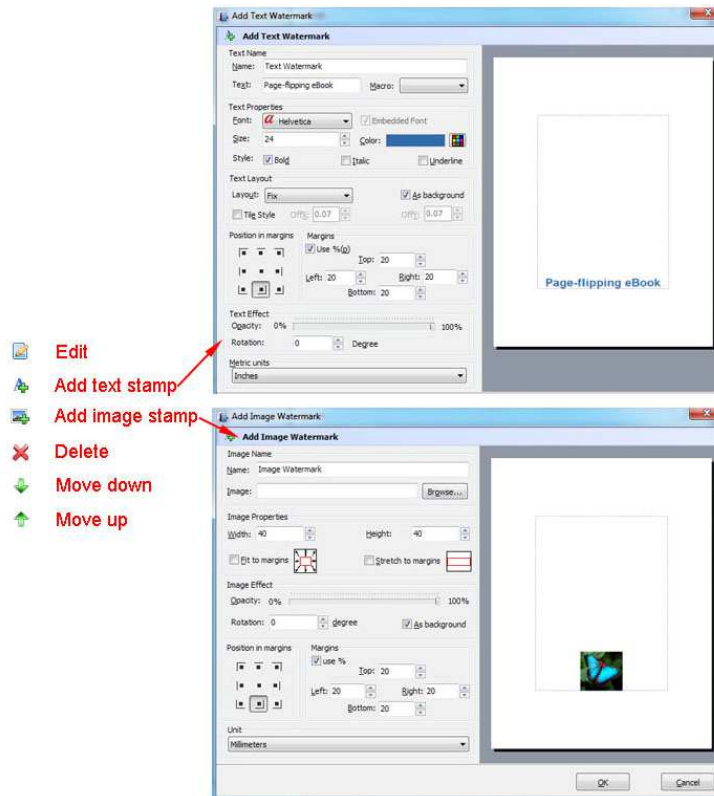 Add Text Watermark
Add Text Watermark
Text Name
Name: Text Watermark
Text: Page-flipping eBook Macro:
Text Properties
Font: Helvetica Embedded Font
Size: 24 Color:
Style: Bold Italic Underline
Text Layout
Layout: Fix As background
Tile Style OffX: 0.07 OffY: 0.07
Position in margins Margins
Use %(p)
Top: 20
Left: 20 Right: 20
Bottom: 20
Page-flipping eBook
Text Effect
Opacity: 0% 100%
Rotation: 0 Degree
Metric units
Inches
Edit
Add text stamp
Add image stamp
Delete
Move down
Move up
Add Image Watermark
Add Image Watermark
Image Name
Name: Image Watermark
Image: Browse...
Image Properties
Width: 40 Height: 40
Fit to margins Stretch to margins
Image Effect
Opacity: 0% 100%
Rotation: 0 degree As background
Position in margins Margins
use %
Top: 20
Left: 20 Right: 20
Bottom: 20
Unit
Millimeters
OK Cancel